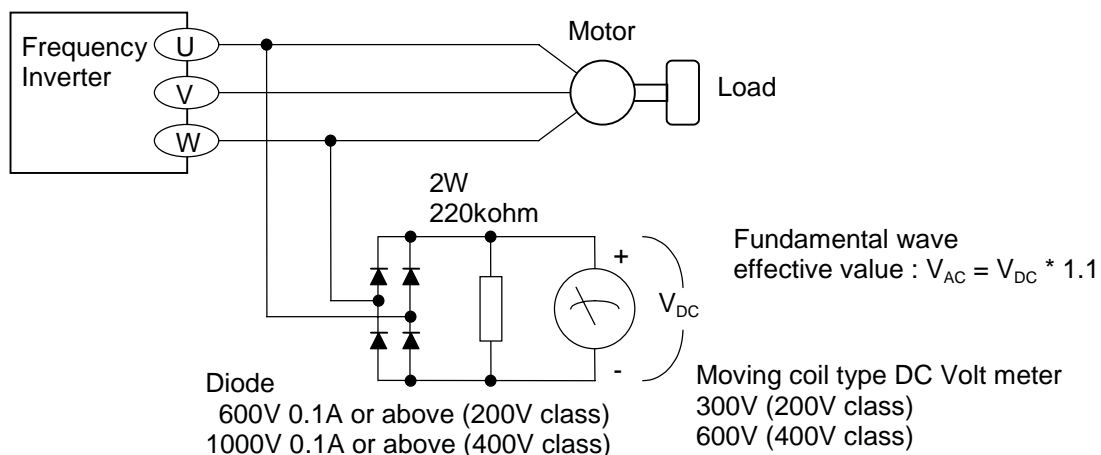 Frequency
Inverter
U
V
W
Motor
Load
2W
220kohm
+
-
V_DC
Fundamental wave
effective value : V_AC = V_DC * 1.1
Diode
600V 0.1A or above (200V class)
1000V 0.1A or above (400V class)
Moving coil type DC Volt meter
300V (200V class)
600V (400V class)